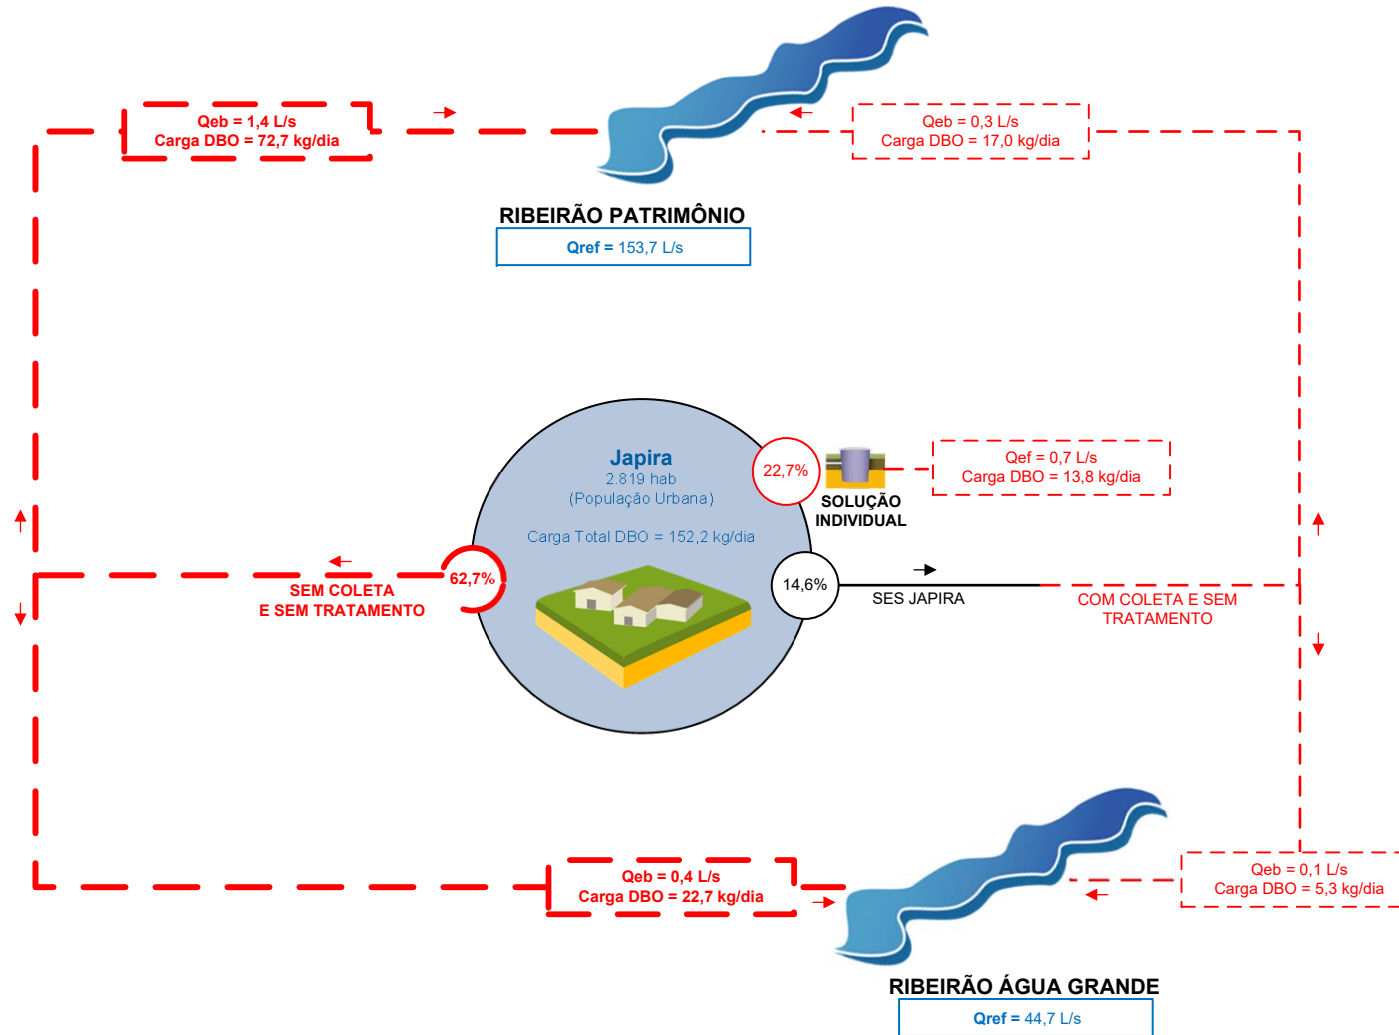 Qeb = 1,4 L/s
Carga DBO = 72,7 kg/dia
Qeb = 0,3 L/s
Carga DBO = 17,0 kg/dia
RIBEIRÃO PATRIMÔNIO
Qref = 153,7 L/s
Japira
2.819 hab
(População Urbana)
Carga Total DBO = 152,2 kg/dia
22,7%
SOLUÇÃO
INDIVIDUAL
Qef = 0,7 L/s
Carga DBO = 13,8 kg/dia
62,7%
SEM COLETA
E SEM TRATAMENTO
14,6%
SES JAPIRA
COM COLETA E SEM
TRATAMENTO
Qeb = 0,4 L/s
Carga DBO = 22,7 kg/dia
Qeb = 0,1 L/s
Carga DBO = 5,3 kg/dia
RIBEIRÃO ÁGUA GRANDE
Qref = 44,7 L/s